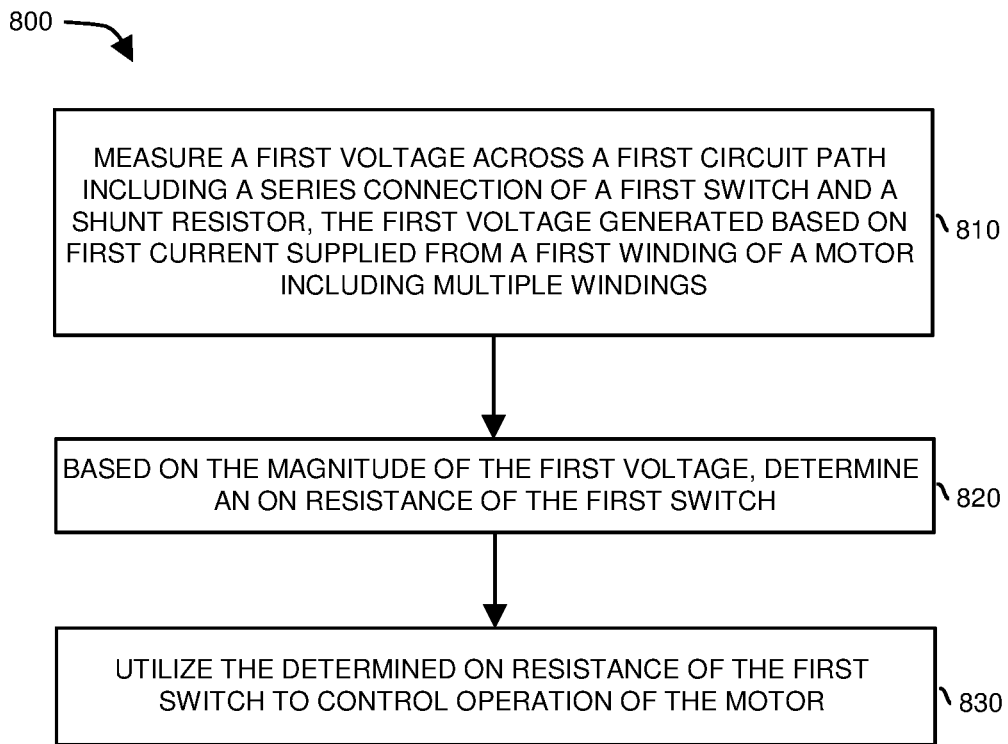 800
MEASURE A FIRST VOLTAGE ACROSS A FIRST CIRCUIT PATH
INCLUDING A SERIES CONNECTION OF A FIRST SWITCH AND A
SHUNT RESISTOR, THE FIRST VOLTAGE GENERATED BASED ON
FIRST CURRENT SUPPLIED FROM A FIRST WINDING OF A MOTOR
INCLUDING MULTIPLE WINDINGS
810
BASED ON THE MAGNITUDE OF THE FIRST VOLTAGE, DETERMINE
AN ON RESISTANCE OF THE FIRST SWITCH
820
UTILIZE THE DETERMINED ON RESISTANCE OF THE FIRST
SWITCH TO CONTROL OPERATION OF THE MOTOR
830